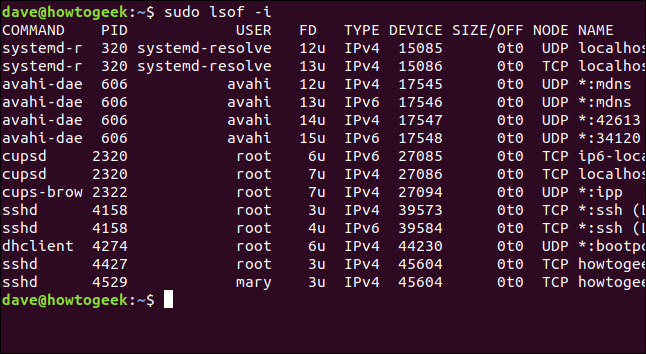 dave@howtogeek:~$ sudo lsof -i
COMMAND    PID            USER   FD   TYPE DEVICE SIZE/OFF NODE NAME
systemd-r  320 systemd-resolve   12u  IPv4  15085      0t0  UDP localhos
systemd-r  320 systemd-resolve   13u  IPv4  15086      0t0  TCP localhos
avahi-dae  606           avahi   12u  IPv4  17545      0t0  UDP *:mdns
avahi-dae  606           avahi   13u  IPv6  17546      0t0  UDP *:mdns
avahi-dae  606           avahi   14u  IPv4  17547      0t0  UDP *:42613
avahi-dae  606           avahi   15u  IPv6  17548      0t0  UDP *:34120
cupsd     2320            root    6u  IPv6  27085      0t0  TCP ip6-loca
cupsd     2320            root    7u  IPv4  27086      0t0  TCP localhos
cups-brow 2322            root    7u  IPv4  27094      0t0  UDP *:ipp
sshd      4158            root    3u  IPv4  39573      0t0  TCP *:ssh (L
sshd      4158            root    4u  IPv6  39584      0t0  TCP *:ssh (L
dhclient  4274            root    6u  IPv4  44230      0t0  UDP *:bootpc
sshd      4427            root    3u  IPv4  45604      0t0  TCP howtogee
sshd      4529            mary    3u  IPv4  45604      0t0  TCP howtogee
dave@howtogeek:~$